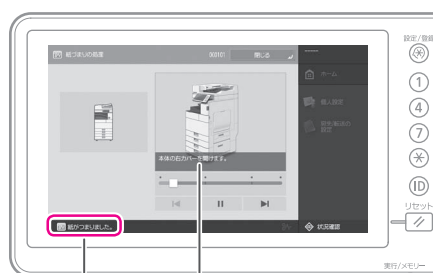 設定/登録
紙づまりの処理
閉じる
ホーム
個人設定
本体の右カバーを開けます。
紙がつまりました。
状況確認
1
4
7
ID
リセット
実行/メモリー